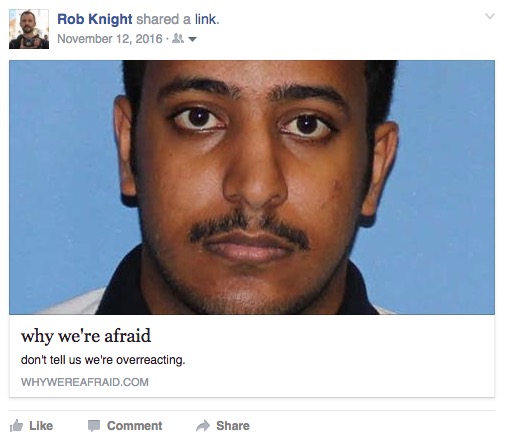 Rob Knight shared a link.
November 12, 2016 ·
why we're afraid
don't tell us we're overreacting.
WHYWEREAFRAID.COM
Like Comment Share